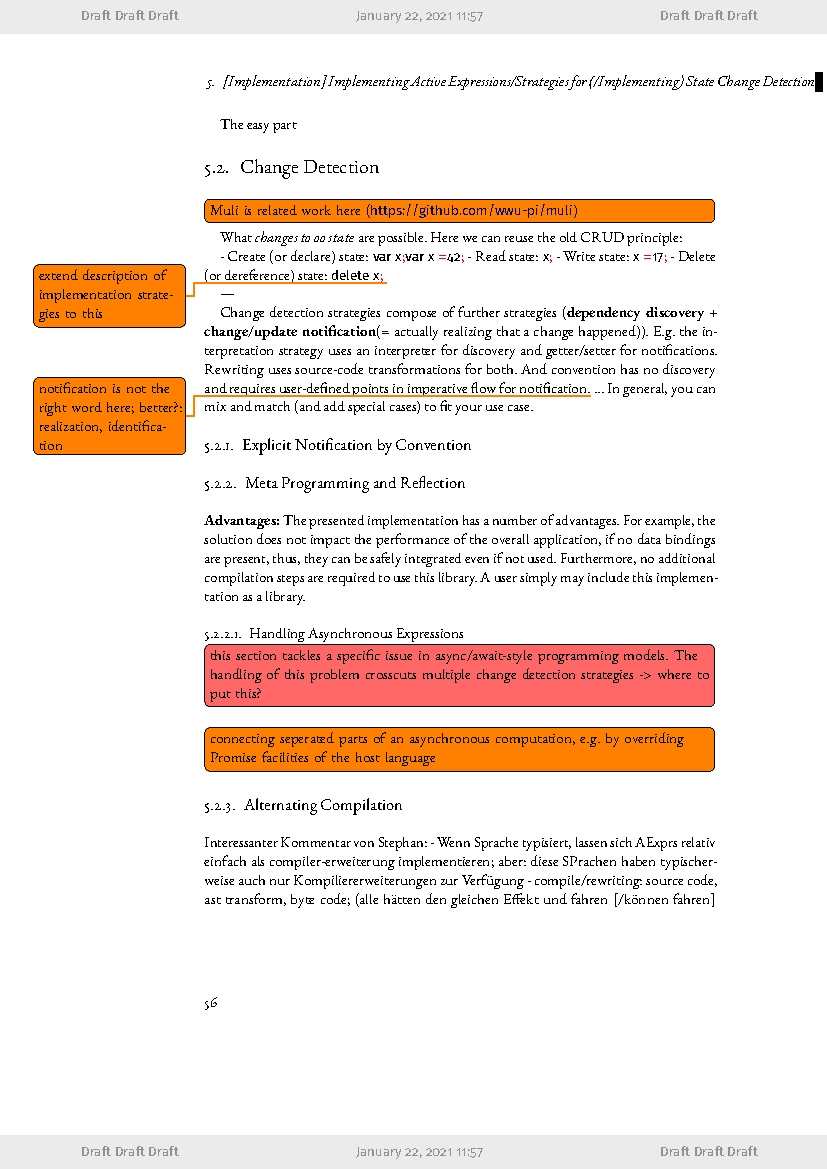 Draft Draft Draft January 22, 2021 11:57 Draft Draft Draft
5. [Implementation] Implementing Active Expressions/Strategies for (/Implementing) State Change Detection
The easy part
5.2. Change Detection
Muli is related work here (https://github.com/wwu-pi/muli)
What changes to oo state are possible. Here we can reuse the old CRUD principle:
- Create (or declare) state: var x;var x =42; - Read state: x; - Write state: x =17; - Delete
(or dereference) state: delete x;
extend description of
implementation strate-
gies to this
—
Change detection strategies compose of further strategies (dependency discovery +
change/update notification(= actually realizing that a change happened)). E.g. the in-
terpretation strategy uses an interpreter for discovery and getter/setter for notifications.
Rewriting uses source-code transformations for both. And convention has no discovery
and requires user-defined points in imperative flow for notification. ... In general, you can
mix and match (and add special cases) to fit your use case.
notification is not the
right word here; better?:
realization, identifica-
tion
5.2.1. Explicit Notification by Convention
5.2.2. Meta Programming and Reflection
Advantages: The presented implementation has a number of advantages. For example, the
solution does not impact the performance of the overall application, if no data bindings
are present, thus, they can be safely integrated even if not used. Furthermore, no additional
compilation steps are required to use this library. A user simply may include this implemen-
tation as a library.
5.2.2.1. Handling Asynchronous Expressions
this section tackles a specific issue in async/await-style programming models. The
handling of this problem crosscuts multiple change detection strategies -> where to
put this?
connecting seperated parts of an asynchronous computation, e.g. by overriding
Promise facilities of the host language
5.2.3. Alternating Compilation
Interessanter Kommentar von Stephan: - Wenn Sprache typisiert, lassen sich AExprs relativ
einfach als compiler-erweiterung implementieren; aber: diese SPrachen haben typischer-
weise auch nur Kompiliererweiterungen zur Verfügung - compile/rewriting: source code,
ast transform, byte code; (alle hätten den gleichen Effekt und fahren [/können fahren]
56
Draft Draft Draft January 22, 2021 11:57 Draft Draft Draft